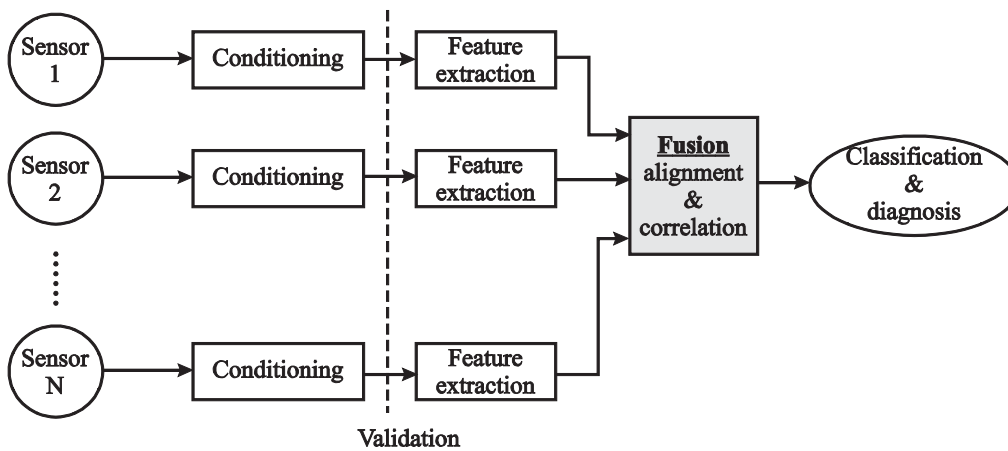 Sensor
1
Conditioning
Feature
extraction
Sensor
2
Conditioning
Feature
extraction
Fusion
alignment
&
correlation
Classification
&
diagnosis
Sensor
N
Conditioning
Feature
extraction
Validation